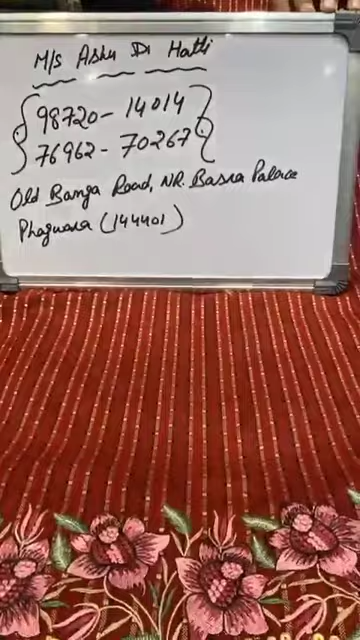 M/s Ashu Di Hatti
98720-14014
76962-70267
Old Banga Road, NR. Basra Palace
Phagwara (144401)